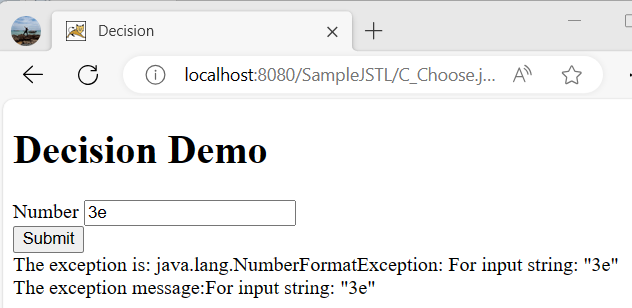 Decision
localhost:8080/SampleJSTL/C_Choose.j...
Decision Demo
Number 3e
Submit
The exception is: java.lang.NumberFormatException: For input string: "3e"
The exception message:For input string: "3e"